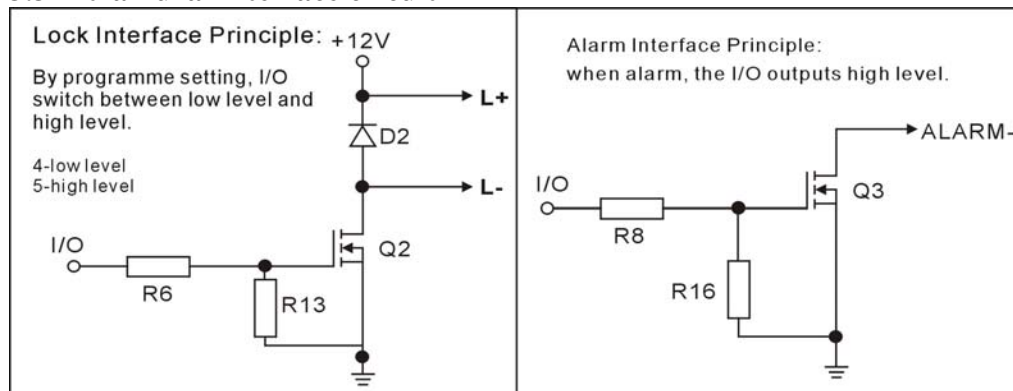 Lock Interface Principle:
+12V
By programme setting, I/O
switch between low level and
high level.
4-low level
5-high level
L+
D2
L-
I/O
Q2
R6
R13
Alarm Interface Principle:
when alarm, the I/O outputs high level.
ALARM-
I/O
Q3
R8
R16